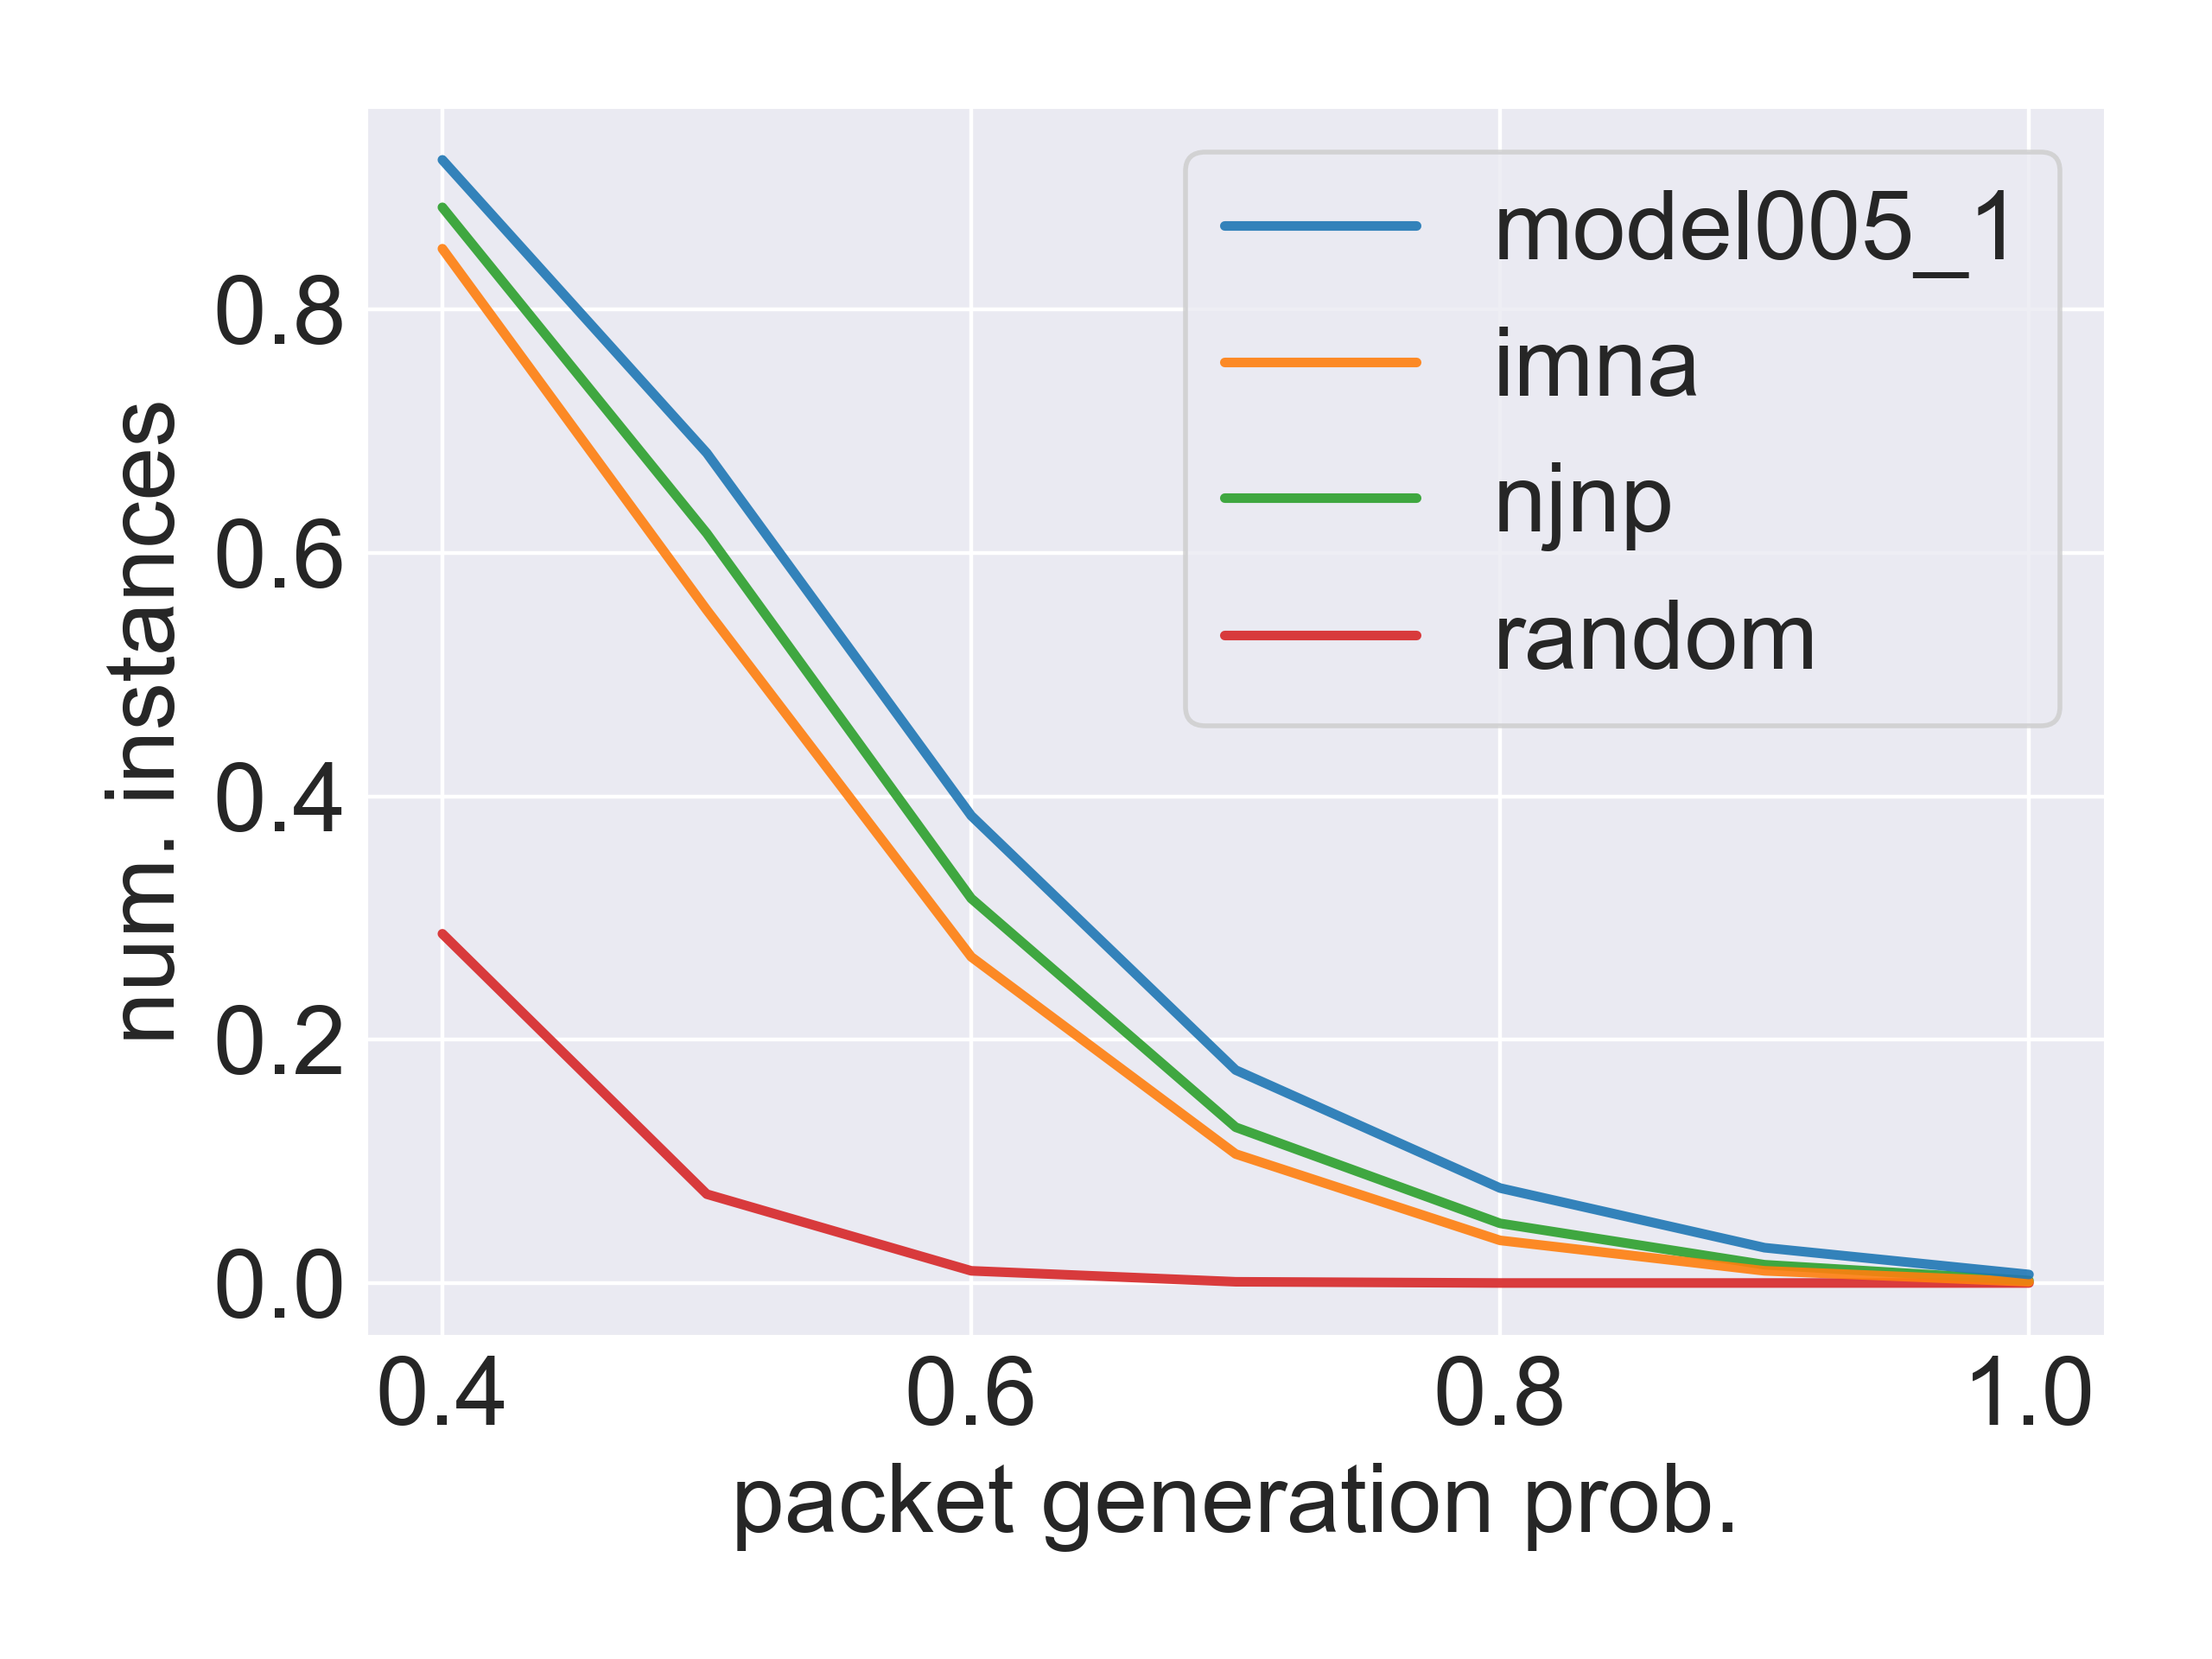 model005_1
imna
njnp
random
num. instances
0.8
0.6
0.4
0.2
0.0
0.4 0.6 0.8 1.0
packet generation prob.